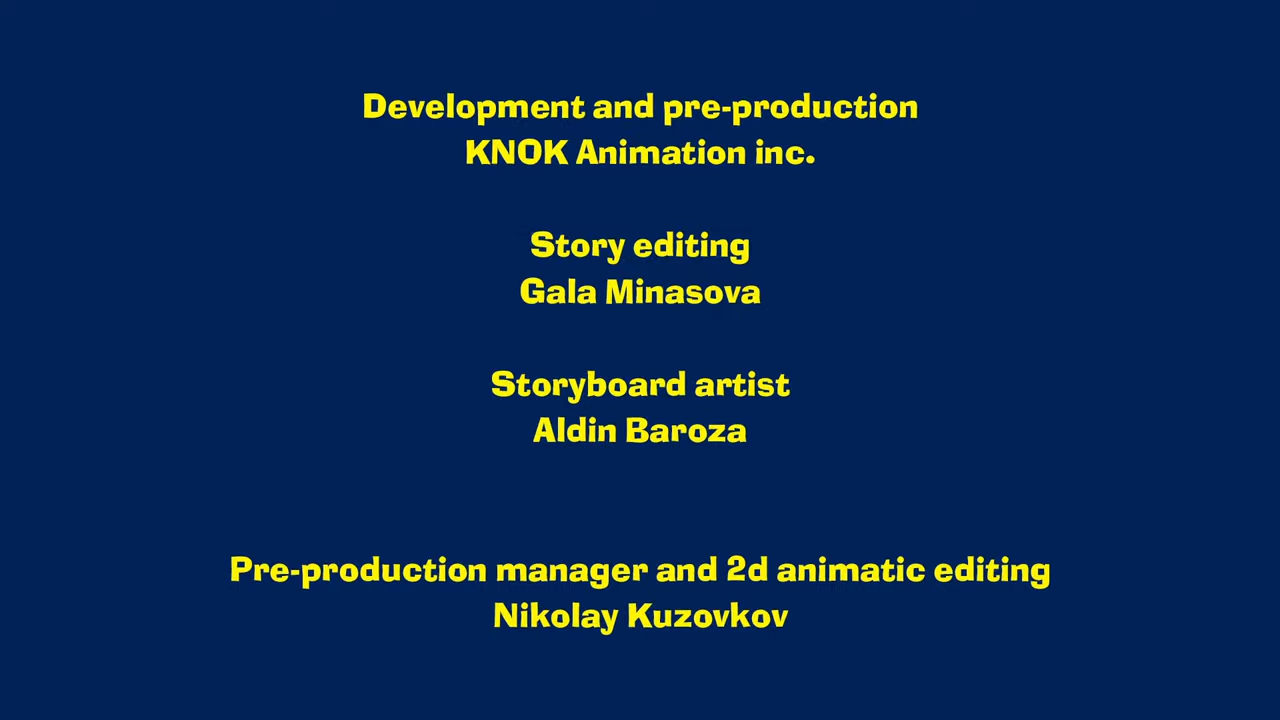 Development and pre-production
KNOK Animation inc.
Story editing
Gala Minasova
Storyboard artist
Aldin Baroza
Pre-production manager and 2d animatic editing
Nikolay Kuzovkov